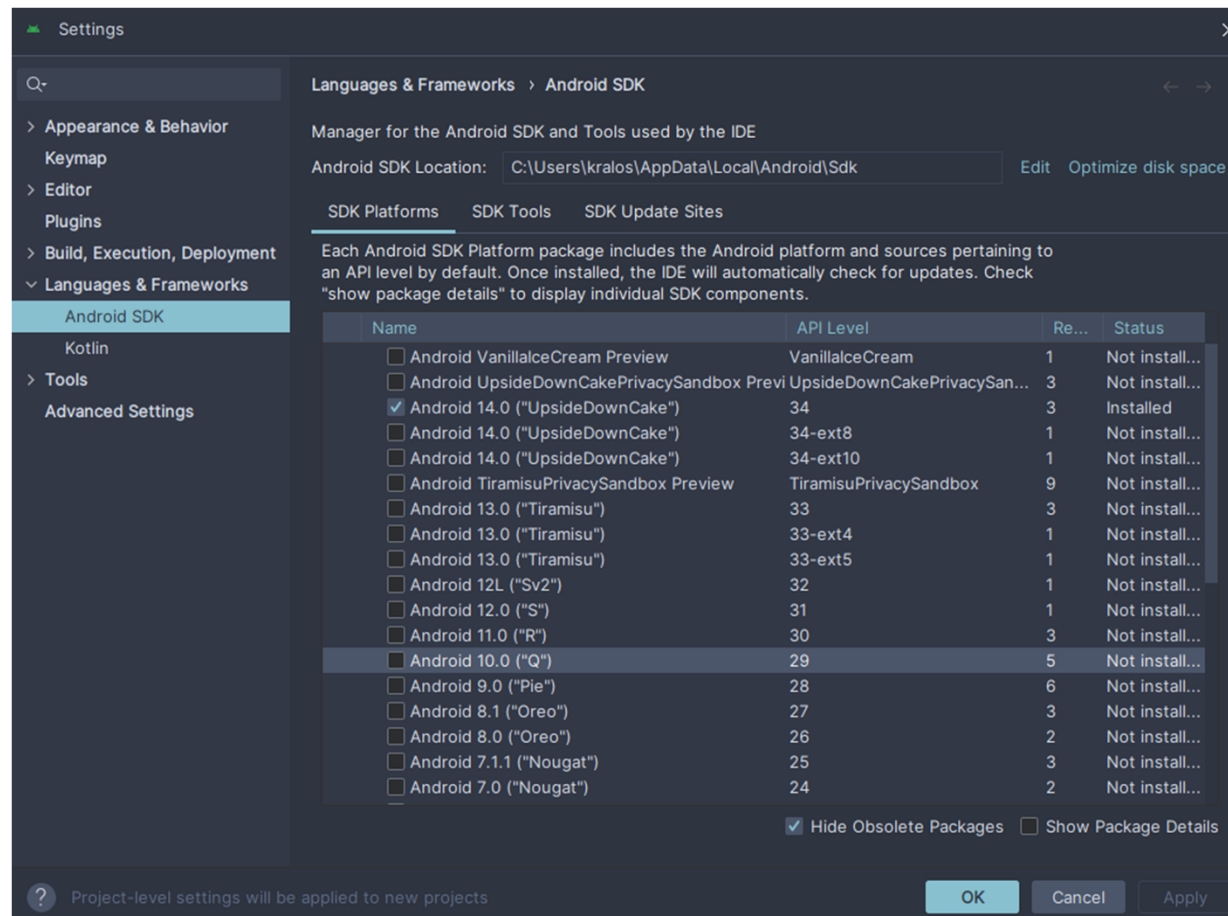 Settings
Appearance & Behavior
Keymap
Editor
Plugins
Build, Execution, Deployment
Languages & Frameworks
Android SDK
Kotlin
Tools
Advanced Settings
Languages & Frameworks › Android SDK
Manager for the Android SDK and Tools used by the IDE
Android SDK Location: C:\Users\kralos\AppData\Local\Android\Sdk Edit Optimize disk space
SDK Platforms SDK Tools SDK Update Sites
Each Android SDK Platform package includes the Android platform and sources pertaining to
an API level by default. Once installed, the IDE will automatically check for updates. Check
"show package details" to display individual SDK components.
Name API Level Re... Status
Android VanillaIceCream Preview VanillaIceCream 1 Not install...
Android UpsideDownCakePrivacySandbox Previ UpsideDownCakePrivacySan... 3 Not install...
Android 14.0 ("UpsideDownCake") 34 3 Installed
Android 14.0 ("UpsideDownCake") 34-ext8 1 Not install...
Android 14.0 ("UpsideDownCake") 34-ext10 1 Not install...
Android TiramisuPrivacySandbox Preview TiramisuPrivacySandbox 9 Not install...
Android 13.0 ("Tiramisu") 33 3 Not install...
Android 13.0 ("Tiramisu") 33-ext4 1 Not install...
Android 13.0 ("Tiramisu") 33-ext5 1 Not install...
Android 12L ("Sv2") 32 1 Not install...
Android 12.0 ("S") 31 1 Not install...
Android 11.0 ("R") 30 3 Not install...
Android 10.0 ("Q") 29 5 Not install...
Android 9.0 ("Pie") 28 6 Not install...
Android 8.1 ("Oreo") 27 3 Not install...
Android 8.0 ("Oreo") 26 2 Not install...
Android 7.1.1 ("Nougat") 25 3 Not install...
Android 7.0 ("Nougat") 24 2 Not install...
Hide Obsolete Packages Show Package Details
? Project-level settings will be applied to new projects
OK Cancel Apply